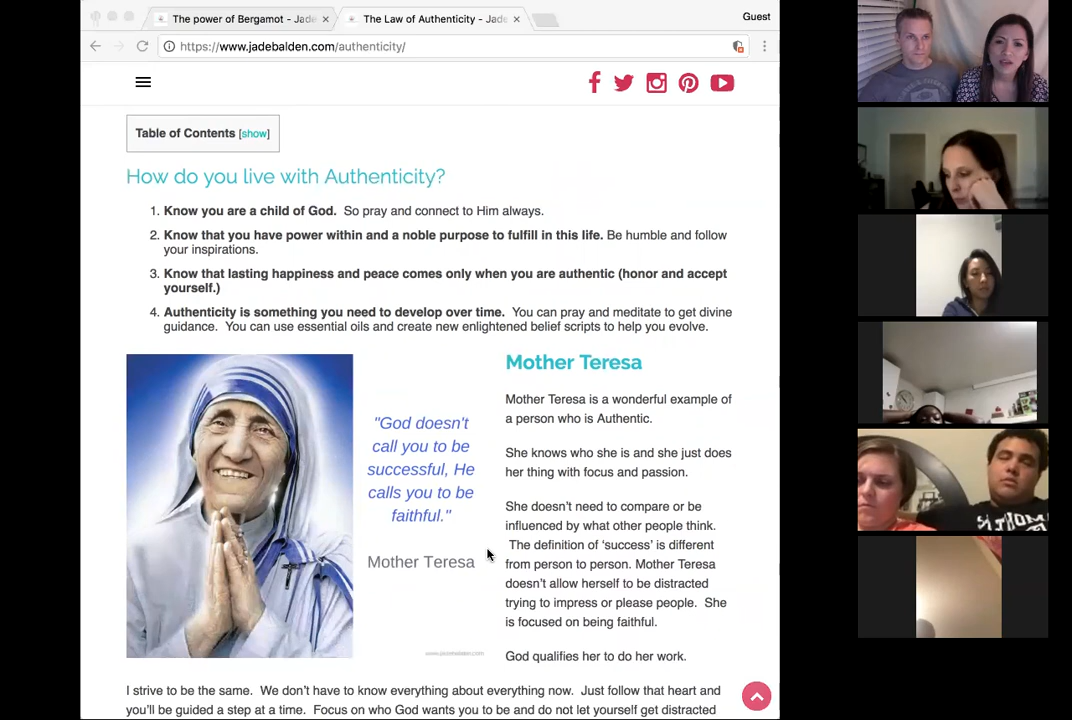 The power of Bergamot - Jade
The Law of Authenticity - Jade
Guest
https://www.jadebalden.com/authenticity/
Table of Contents [show]
How do you live with Authenticity?
1. Know you are a child of God. So pray and connect to Him always.
2. Know that you have power within and a noble purpose to fulfill in this life. Be humble and follow
your inspirations.
3. Know that lasting happiness and peace comes only when you are authentic (honor and accept
yourself.)
4. Authenticity is something you need to develop over time. You can pray and meditate to get divine
guidance. You can use essential oils and create new enlightened belief scripts to help you evolve.
"God doesn't
call you to be
successful, He
calls you to be
faithful."
Mother Teresa
www.jadebalden.com
Mother Teresa
Mother Teresa is a wonderful example of
a person who is Authentic.
She knows who she is and she just does
her thing with focus and passion.
She doesn't need to compare or be
influenced by what other people think.
The definition of 'success' is different
from person to person. Mother Teresa
doesn't allow herself to be distracted
trying to impress or please people. She
is focused on being faithful.
God qualifies her to do her work.
I strive to be the same. We don't have to know everything about everything now. Just follow that heart and
you'll be guided a step at a time. Focus on who God wants you to be and do not let yourself get distracted